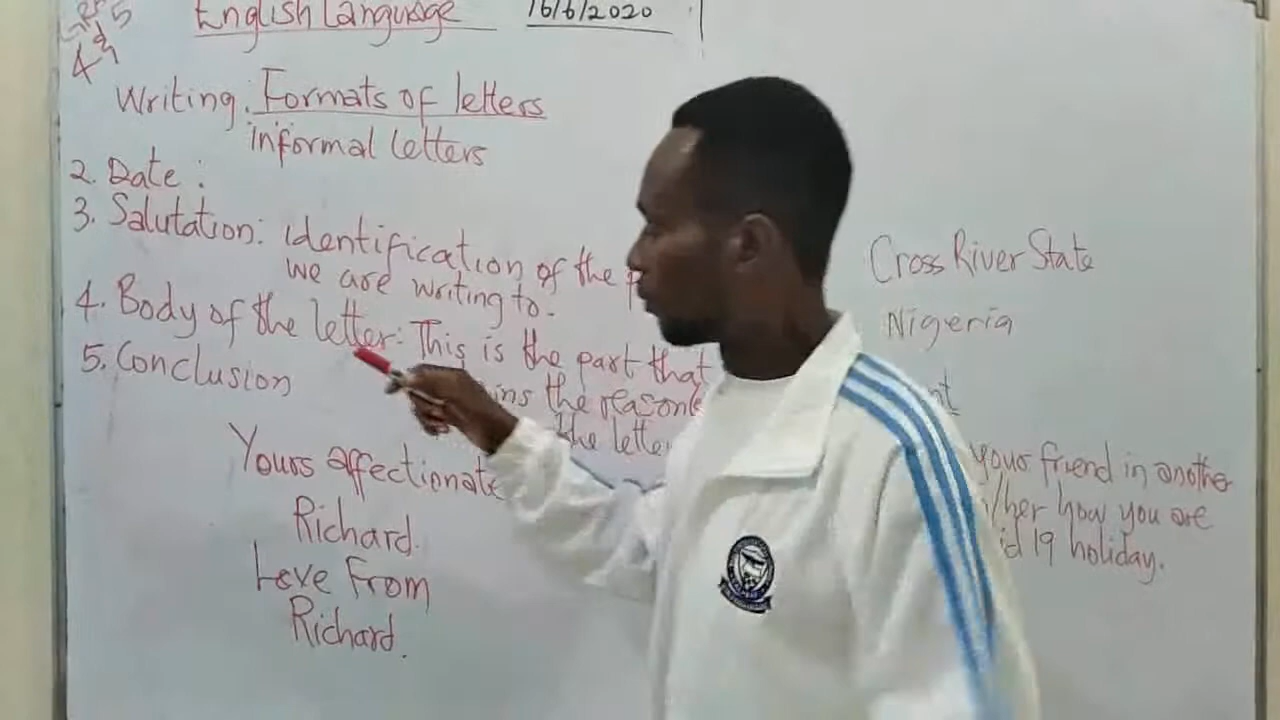 English Language 16/6/2020
Writing: Formats of letters
Informal Letters
2. Date :
3. Salutation: identification of the
we are writing to.
4. Body of the letter: This is the part that
the reason
the letter
5. Conclusion
Yours affectionate
Richard.
Love From
Richard.
Cross River State
Nigeria
your friend in another
/her how you are
id 19 holiday.